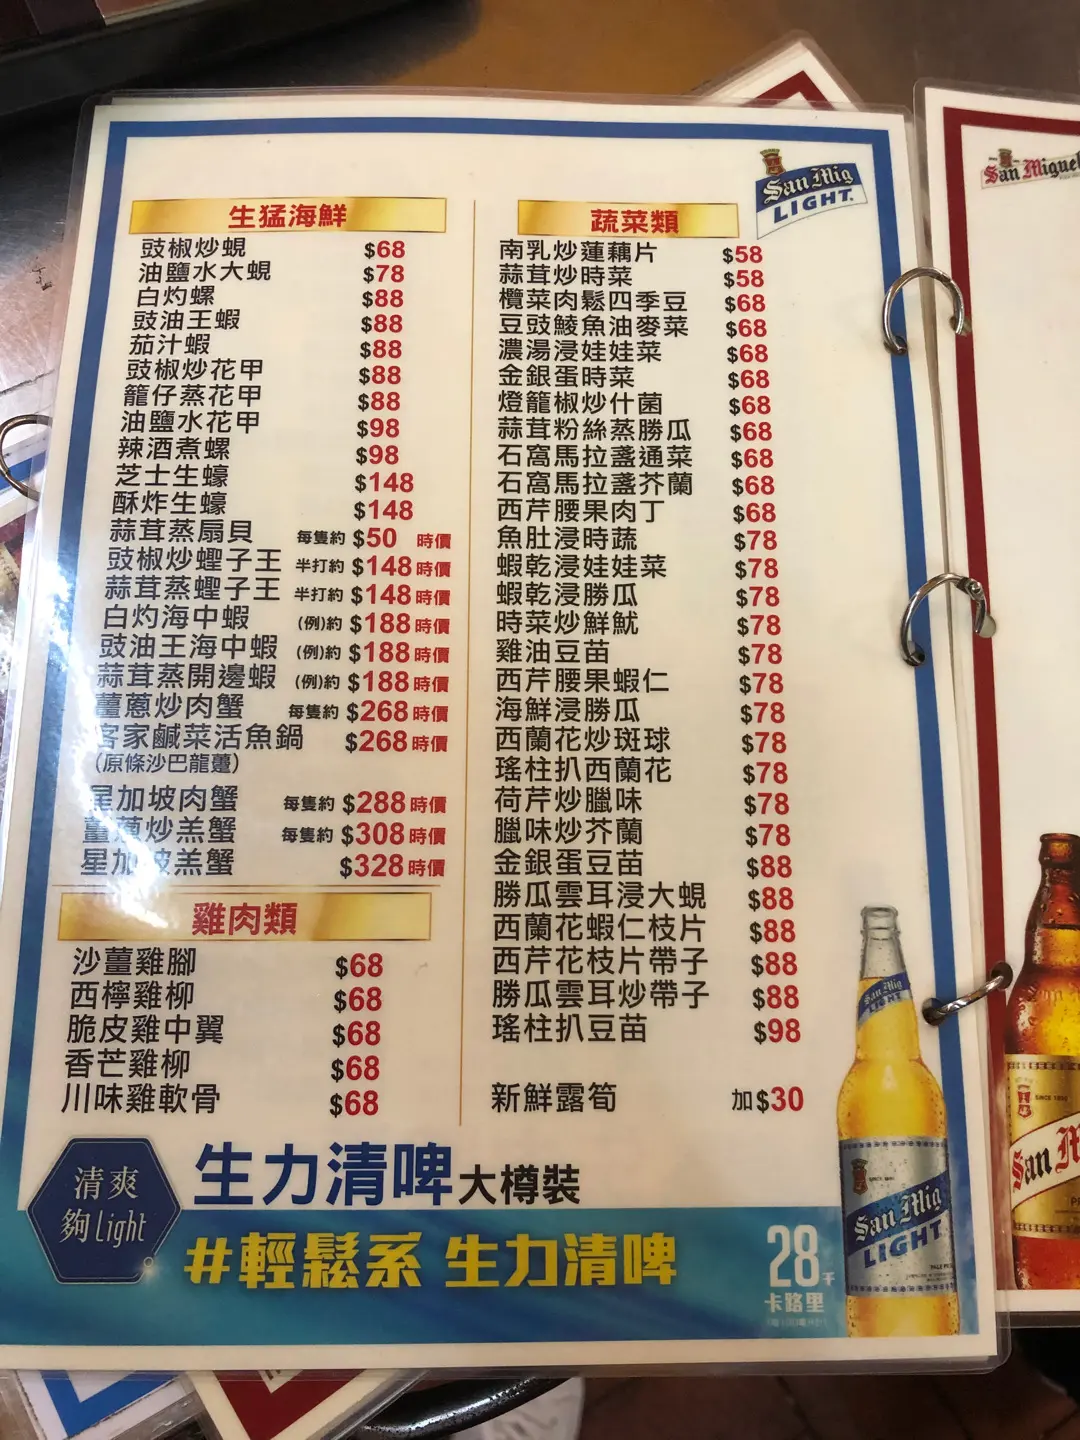 生猛海鮮
豉椒炒蜆 $68
油鹽水大蜆 $78
白灼螺 $88
豉油王蝦 $88
茄汁蝦 $88
豉椒炒花甲 $88
籠仔蒸花甲 $88
油鹽水花甲 $98
辣酒煮螺 $98
芝士生蠔 $148
酥炸生蠔 $148
蒜茸蒸扇貝 每隻約 $50 時價
豉椒炒蟶子王 半打約 $148 時價
蒜茸蒸蟶子王 半打約 $148 時價
白灼海中蝦 (例)約 $188 時價
豉油王海中蝦 (例)約 $188 時價
蒜茸蒸開邊蝦 (例)約 $188 時價
薑蔥炒肉蟹 每隻約 $268 時價
客家鹹菜活魚鍋 $268 時價
(原條沙巴龍躉)
星加坡肉蟹 每隻約 $288 時價
薑蔥炒羔蟹 每隻約 $308 時價
星加坡羔蟹 $328 時價
雞肉類
沙薑雞腳 $68
西檸雞柳 $68
脆皮雞中翼 $68
香芒雞柳 $68
川味雞軟骨 $68
San Mig
LIGHT
蔬菜類
南乳炒蓮藕片 $58
蒜茸炒時菜 $58
欖菜肉鬆四季豆 $68
豆豉鯪魚油麥菜 $68
濃湯浸娃娃菜 $68
金銀蛋時菜 $68
燈籠椒炒什菌 $68
蒜茸粉絲蒸勝瓜 $68
石窩馬拉盞通菜 $68
石窩馬拉盞芥蘭 $68
西芹腰果肉丁 $68
魚肚浸時蔬 $78
蝦乾浸娃娃菜 $78
蝦乾浸勝瓜 $78
時菜炒鮮魷 $78
雞油豆苗 $78
西芹腰果蝦仁 $78
海鮮浸勝瓜 $78
西蘭花炒斑球 $78
瑤柱扒西蘭花 $78
荷芹炒臘味 $78
臘味炒芥蘭 $78
金銀蛋豆苗 $88
勝瓜雲耳浸大蜆 $88
西蘭花蝦仁枝片 $88
西芹花枝片帶子 $88
勝瓜雲耳炒帶子 $88
瑤柱扒豆苗 $98
新鮮露筍 加$30
清爽
夠Light
生力清啤大樽裝
#輕鬆系 生力清啤
28千
卡路里
San Mig
LIGHT
San Mig
LIGHT
San Miguel
SINCE 1890